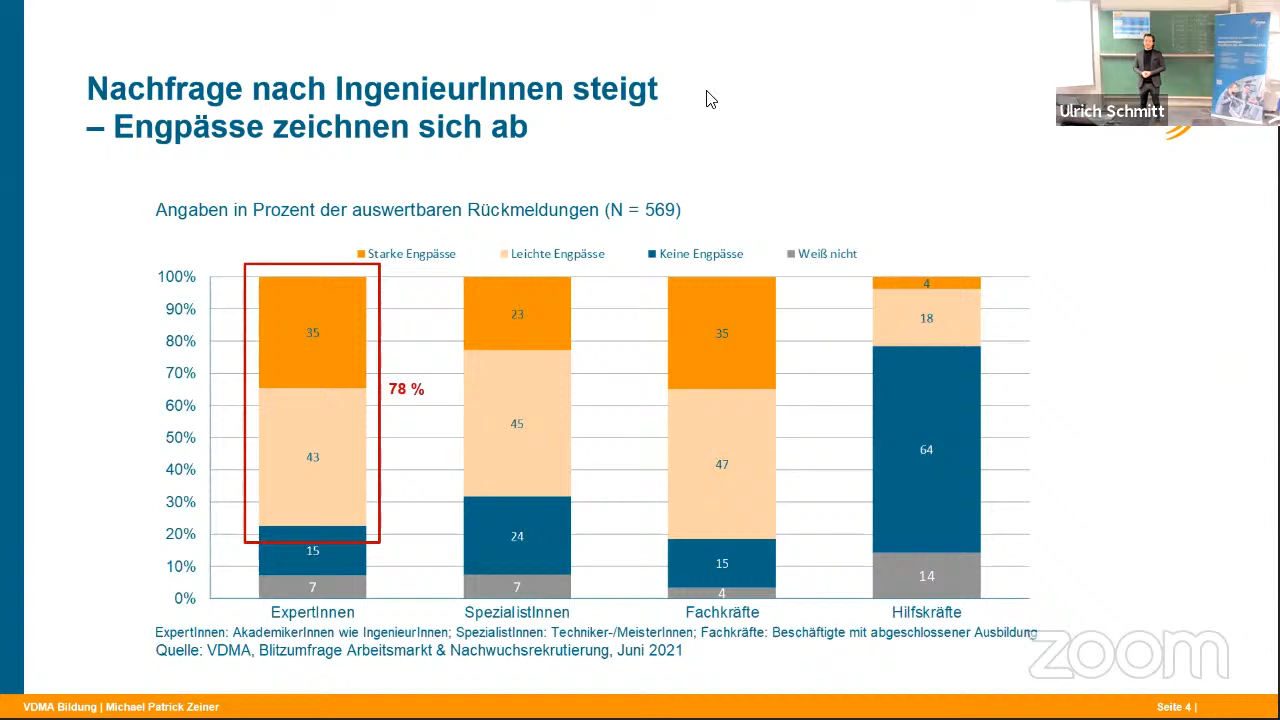 Nachfrage nach IngenieurInnen steigt
– Engpässe zeichnen sich ab
Ulrich Schmitt
Angaben in Prozent der auswertbaren Rückmeldungen (N = 569)
Starke Engpässe Leichte Engpässe Keine Engpässe Weiß nicht
100%
90%
80%
70%
60%
50%
40%
30%
20%
10%
0%
35
43
15
7
78 %
23
45
24
7
35
47
15
4
4
18
64
14
ExpertInnen SpezialistInnen Fachkräfte Hilfskräfte
ExpertInnen: AkademikerInnen wie IngenieurInnen; SpezialistInnen: Techniker-/MeisterInnen; Fachkräfte: Beschäftigte mit abgeschlossener Ausbildung
Quelle: VDMA, Blitzumfrage Arbeitsmarkt & Nachwuchsrekrutierung, Juni 2021
zoom
VDMA Bildung | Michael Patrick Zeiner
Seite 4 |